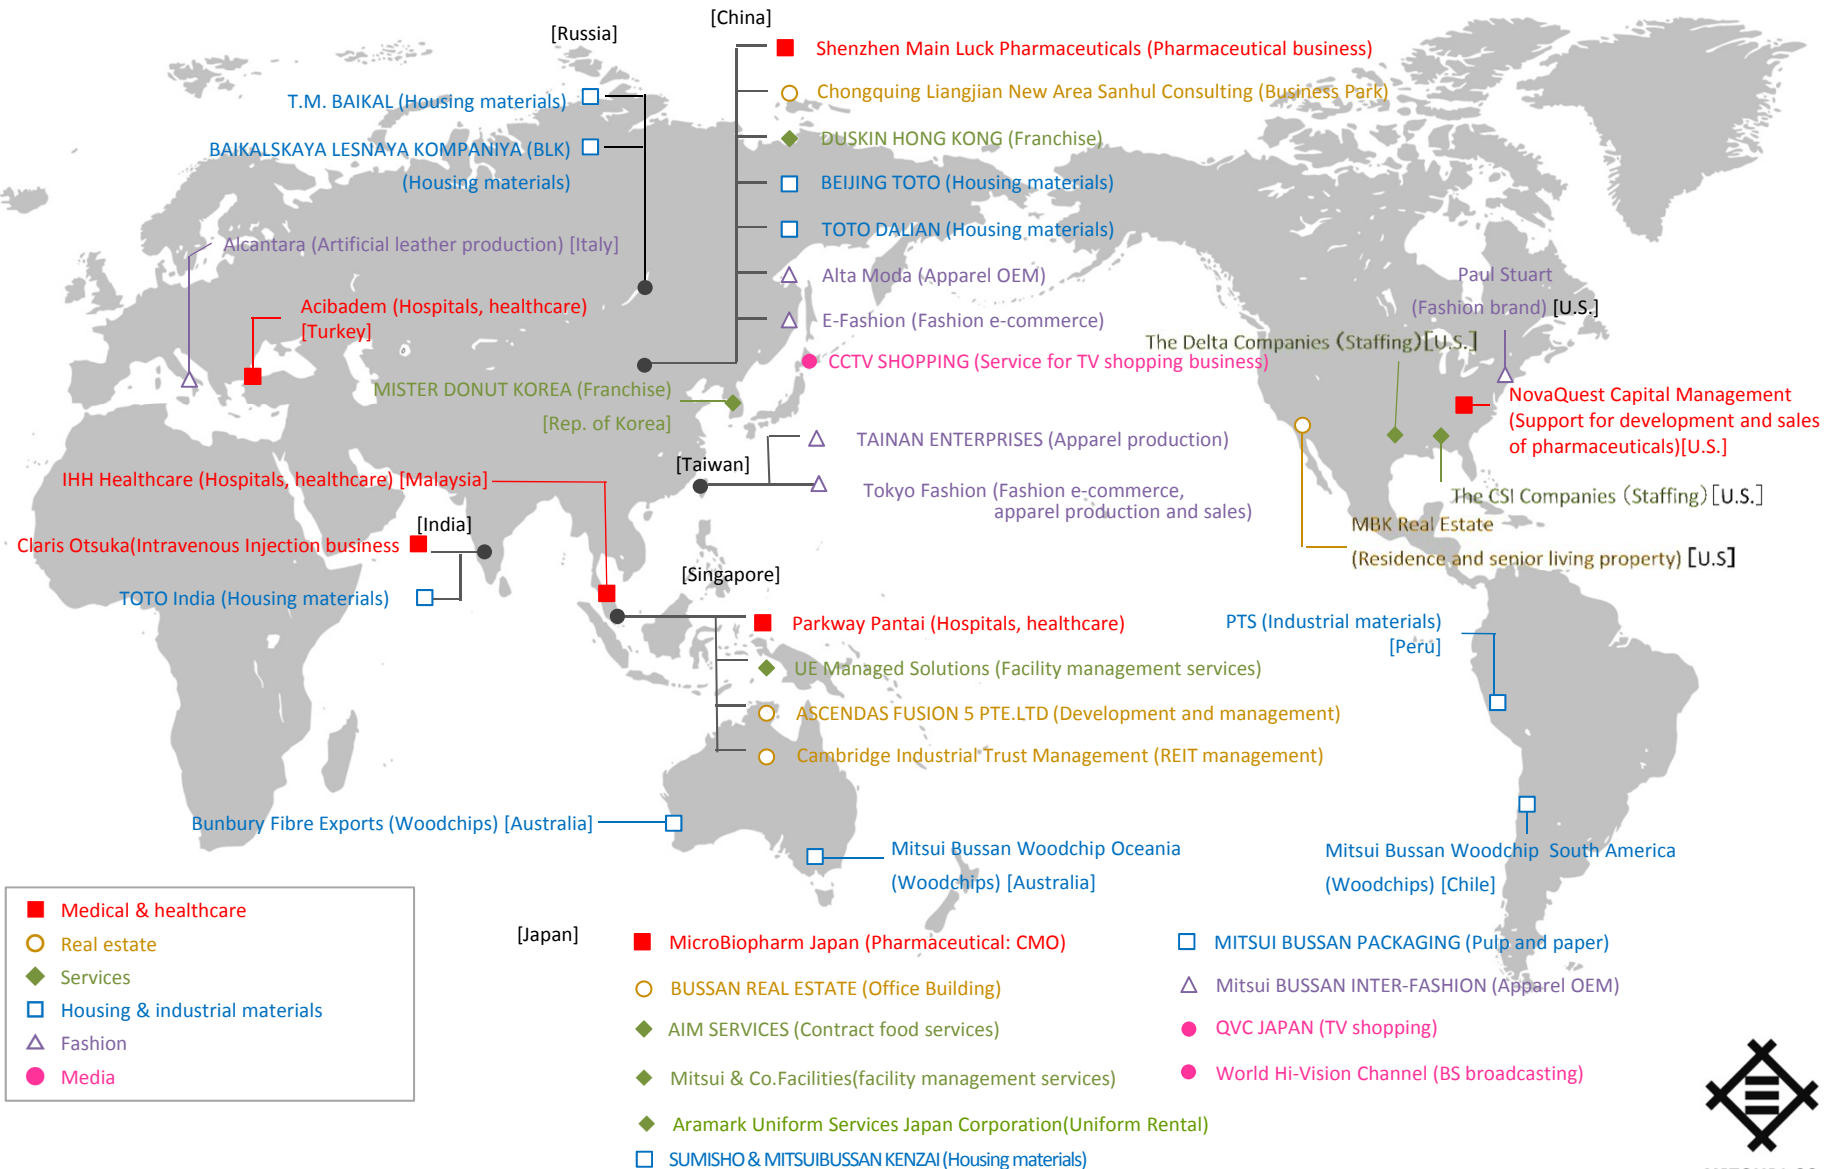 [China]
[Russia]
Shenzhen Main Luck Pharmaceuticals (Pharmaceutical business)
T.M. BAIKAL (Housing materials)
Chongquing Liangjian New Area Sanhul Consulting (Business Park)
DUSKIN HONG KONG (Franchise)
BAIKALSKAYA LESNAYA KOMPANIYA (BLK)
(Housing materials)
BEIJING TOTO (Housing materials)
TOTO DALIAN (Housing materials)
Alcantara (Artificial leather production) [Italy]
Alta Moda (Apparel OEM)
Paul Stuart
(Fashion brand) [U.S.]
Acibadem (Hospitals, healthcare)
[Turkey]
E-Fashion (Fashion e-commerce)
The Delta Companies (Staffing)[U.S.]
CCTV SHOPPING (Service for TV shopping business)
MISTER DONUT KOREA (Franchise)
[Rep. of Korea]
NovaQuest Capital Management
(Support for development and sales
of pharmaceuticals)[U.S.]
TAINAN ENTERPRISES (Apparel production)
[Taiwan]
IHH Healthcare (Hospitals, healthcare) [Malaysia]
Tokyo Fashion (Fashion e-commerce,
apparel production and sales)
The CSI Companies (Staffing) [U.S.]
MBK Real Estate
(Residence and senior living property) [U.S]
[India]
Claris Otsuka(Intravenous Injection business
[Singapore]
TOTO India (Housing materials)
Parkway Pantai (Hospitals, healthcare)
PTS (Industrial materials)
[Peru]
UE Managed Solutions (Facility management services)
ASCENDAS FUSION 5 PTE.LTD (Development and management)
Cambridge Industrial Trust Management (REIT management)
Bunbury Fibre Exports (Woodchips) [Australia]
Mitsui Bussan Woodchip Oceania
(Woodchips) [Australia]
Mitsui Bussan Woodchip South America
(Woodchips) [Chile]
Medical & healthcare
Real estate
Services
Housing & industrial materials
Fashion
Media
[Japan]
MicroBiopharm Japan (Pharmaceutical: CMO)
BUSSAN REAL ESTATE (Office Building)
AIM SERVICES (Contract food services)
Mitsui & Co.Facilities(facility management services)
Aramark Uniform Services Japan Corporation(Uniform Rental)
SUMISHO & MITSUIBUSSAN KENZAI (Housing materials)
MITSUI BUSSAN PACKAGING (Pulp and paper)
Mitsui BUSSAN INTER-FASHION (Apparel OEM)
QVC JAPAN (TV shopping)
World Hi-Vision Channel (BS broadcasting)